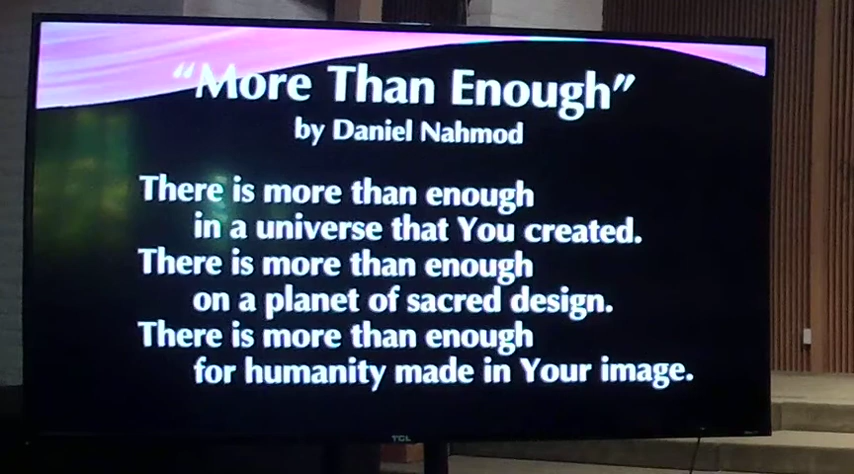 “More Than Enough”
by Daniel Nahmod
There is more than enough
in a universe that You created.
There is more than enough
on a planet of sacred design.
There is more than enough
for humanity made in Your image.
TCL